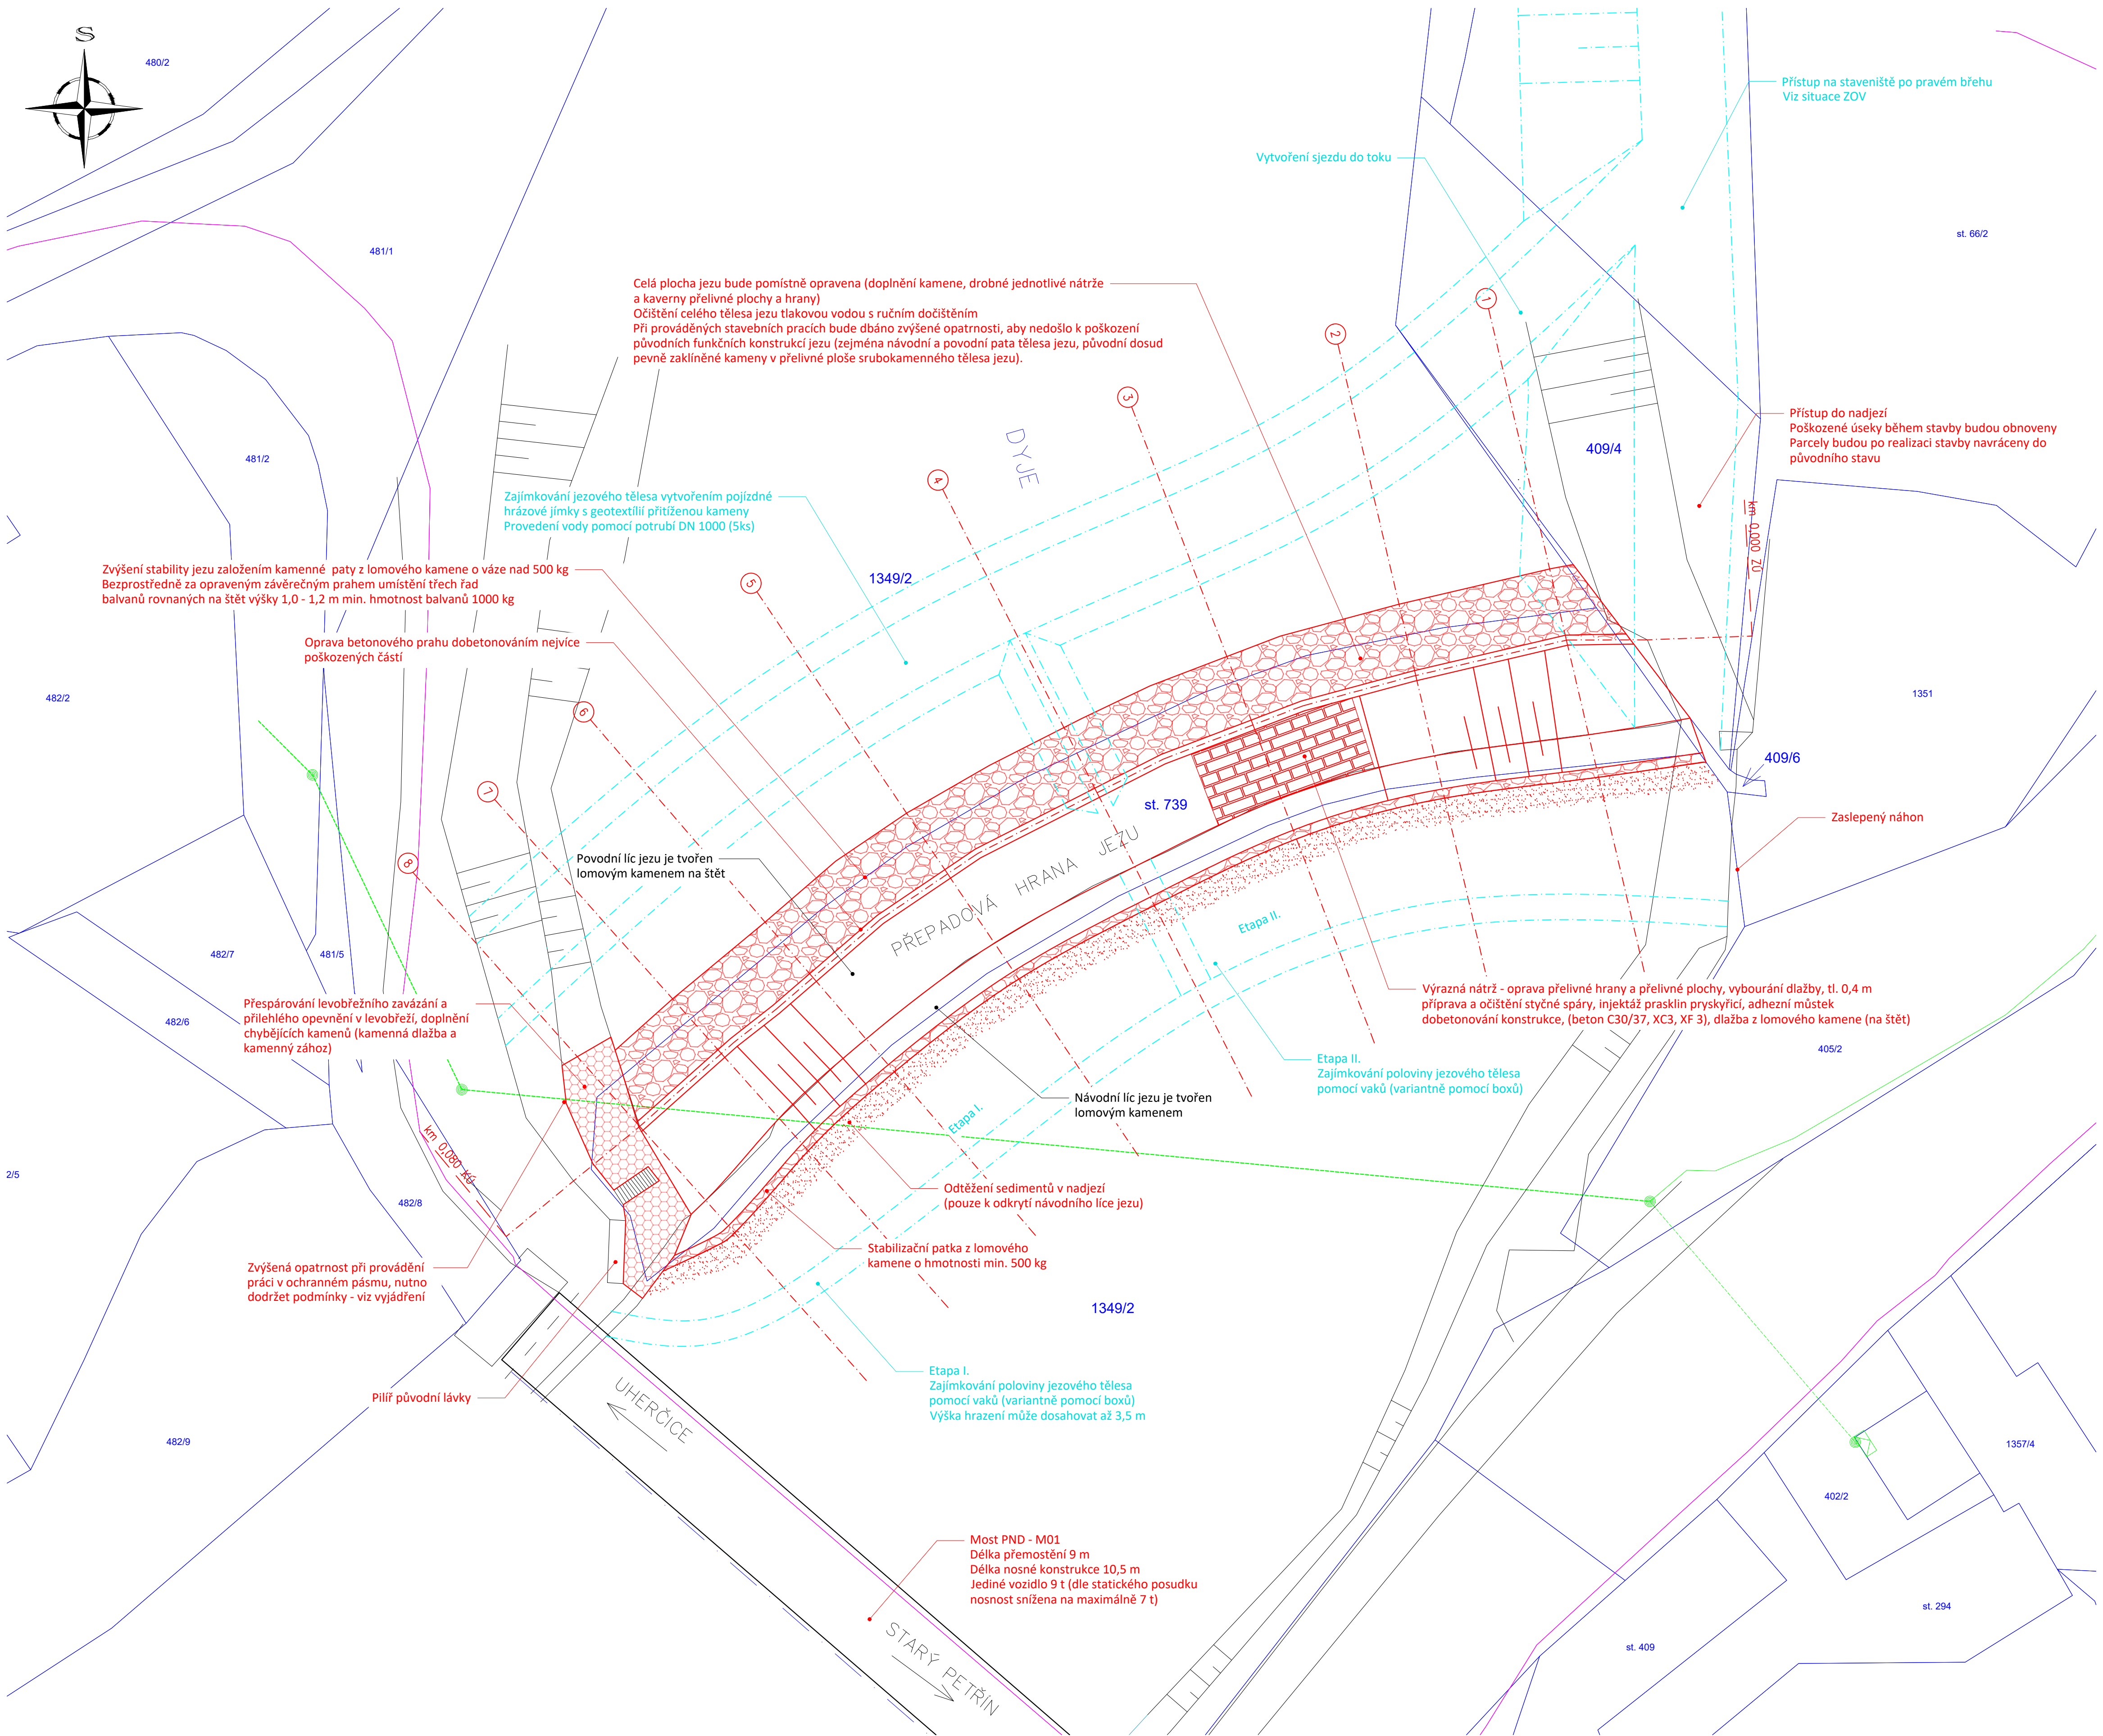 S
480/2
Přístup na staveniště po pravém břehu
Viz situace ZOV
Vytvoření sjezdu do toku
481/1
st. 66/2
Celá plocha jezu bude pomístně opravena (doplnění kamene, drobné jednotlivé nátrže
a kaverny přelivné plochy a hrany)
Očištění celého tělesa jezu tlakovou vodou s ručním dočištěním
Při prováděných stavebních pracích bude dbáno zvýšené opatrnosti, aby nedošlo k poškození
původních funkčních konstrukcí jezu (zejména návodní a povodní pata tělesa jezu, původní dosud
pevně zaklíněné kameny v přelivné ploše srubokamenného tělesa jezu).
1
2
3
4
5
6
7
8
DYJE
409/4
Přístup do nadjezí
Poškozené úseky během stavby budou obnoveny
Parcely budou po realizaci stavby navráceny do
původního stavu
km 0,000 ZÚ
481/2
Zajímkování jezového tělesa vytvořením pojízdné
hrázové jímky s geotextílií přitíženou kameny
Provedení vody pomocí potrubí DN 1000 (5ks)
Zvýšení stability jezu založením kamenné  paty z lomového kamene o váze nad 500 kg
Bezprostředně za opraveným závěrečným prahem umístění třech řad
balvanů rovnaných na štět výšky 1,0 - 1,2 m min. hmotnost balvanů 1000 kg
1349/2
Oprava betonového prahu dobetonováním nejvíce
poškozených částí
482/2
1351
409/6
st. 739
Zaslepený náhon
Povodní líc jezu je tvořen
lomovým kamenem na štět
PŘEPADOVÁ HRANA JEZU
Etapa II.
482/7
481/5
482/6
Přespárování levobřežního zavázání a
přilehlého opevnění v levobřeží, doplnění
chybějících kamenů (kamenná dlažba a
kamenný zához)
Výrazná nátrž - oprava přelivné hrany a přelivné plochy, vybourání dlažby, tl. 0,4 m
příprava a očištění styčné spáry, injektáž prasklin pryskyřicí, adhezní můstek
dobetonování konstrukce, (beton C30/37, XC3, XF 3), dlažba z lomového kamene (na štět)
405/2
Etapa II.
Zajímkování poloviny jezového tělesa
pomocí vaků (variantně pomocí boxů)
Návodní líc jezu je tvořen
lomovým kamenem
Etapa I.
km 0,080 KÚ
2/5
482/8
Odtěžení sedimentů v nadjezí
(pouze k odkrytí návodního líce jezu)
Stabilizační patka z lomového
kamene o hmotnosti min. 500 kg
Zvýšená opatrnost při provádění
práci v ochranném pásmu, nutno
dodržet podmínky - viz vyjádření
1349/2
Etapa I.
Zajímkování poloviny jezového tělesa
pomocí vaků (variantně pomocí boxů)
Výška hrazení může dosahovat až 3,5 m
Pilíř původní lávky
UHERČICE
482/9
1357/4
402/2
Most PND - M01
Délka přemostění 9 m
Délka nosné konstrukce 10,5 m
Jediné vozidlo 9 t (dle statického posudku
nosnost snížena na maximálně 7 t)
st. 294
st. 409
STARÝ PETŘÍN